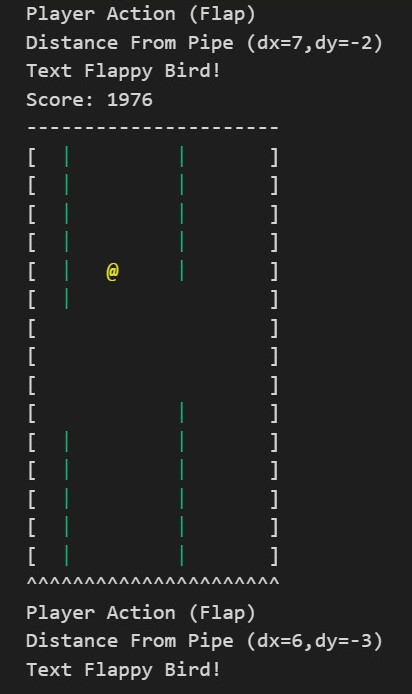 Player Action (Flap)
Distance From Pipe (dx=7,dy=-2)
Text Flappy Bird!
Score: 1976
----------------------
[  |         |       ]
[  |         |       ]
[  |         |       ]
[  |         |       ]
[  |   @     |       ]
[  |                 ]
[                    ]
[                    ]
[                    ]
[            |       ]
[  |         |       ]
[  |         |       ]
[  |         |       ]
[  |         |       ]
[  |         |       ]
^^^^^^^^^^^^^^^^^^^^^^
Player Action (Flap)
Distance From Pipe (dx=6,dy=-3)
Text Flappy Bird!